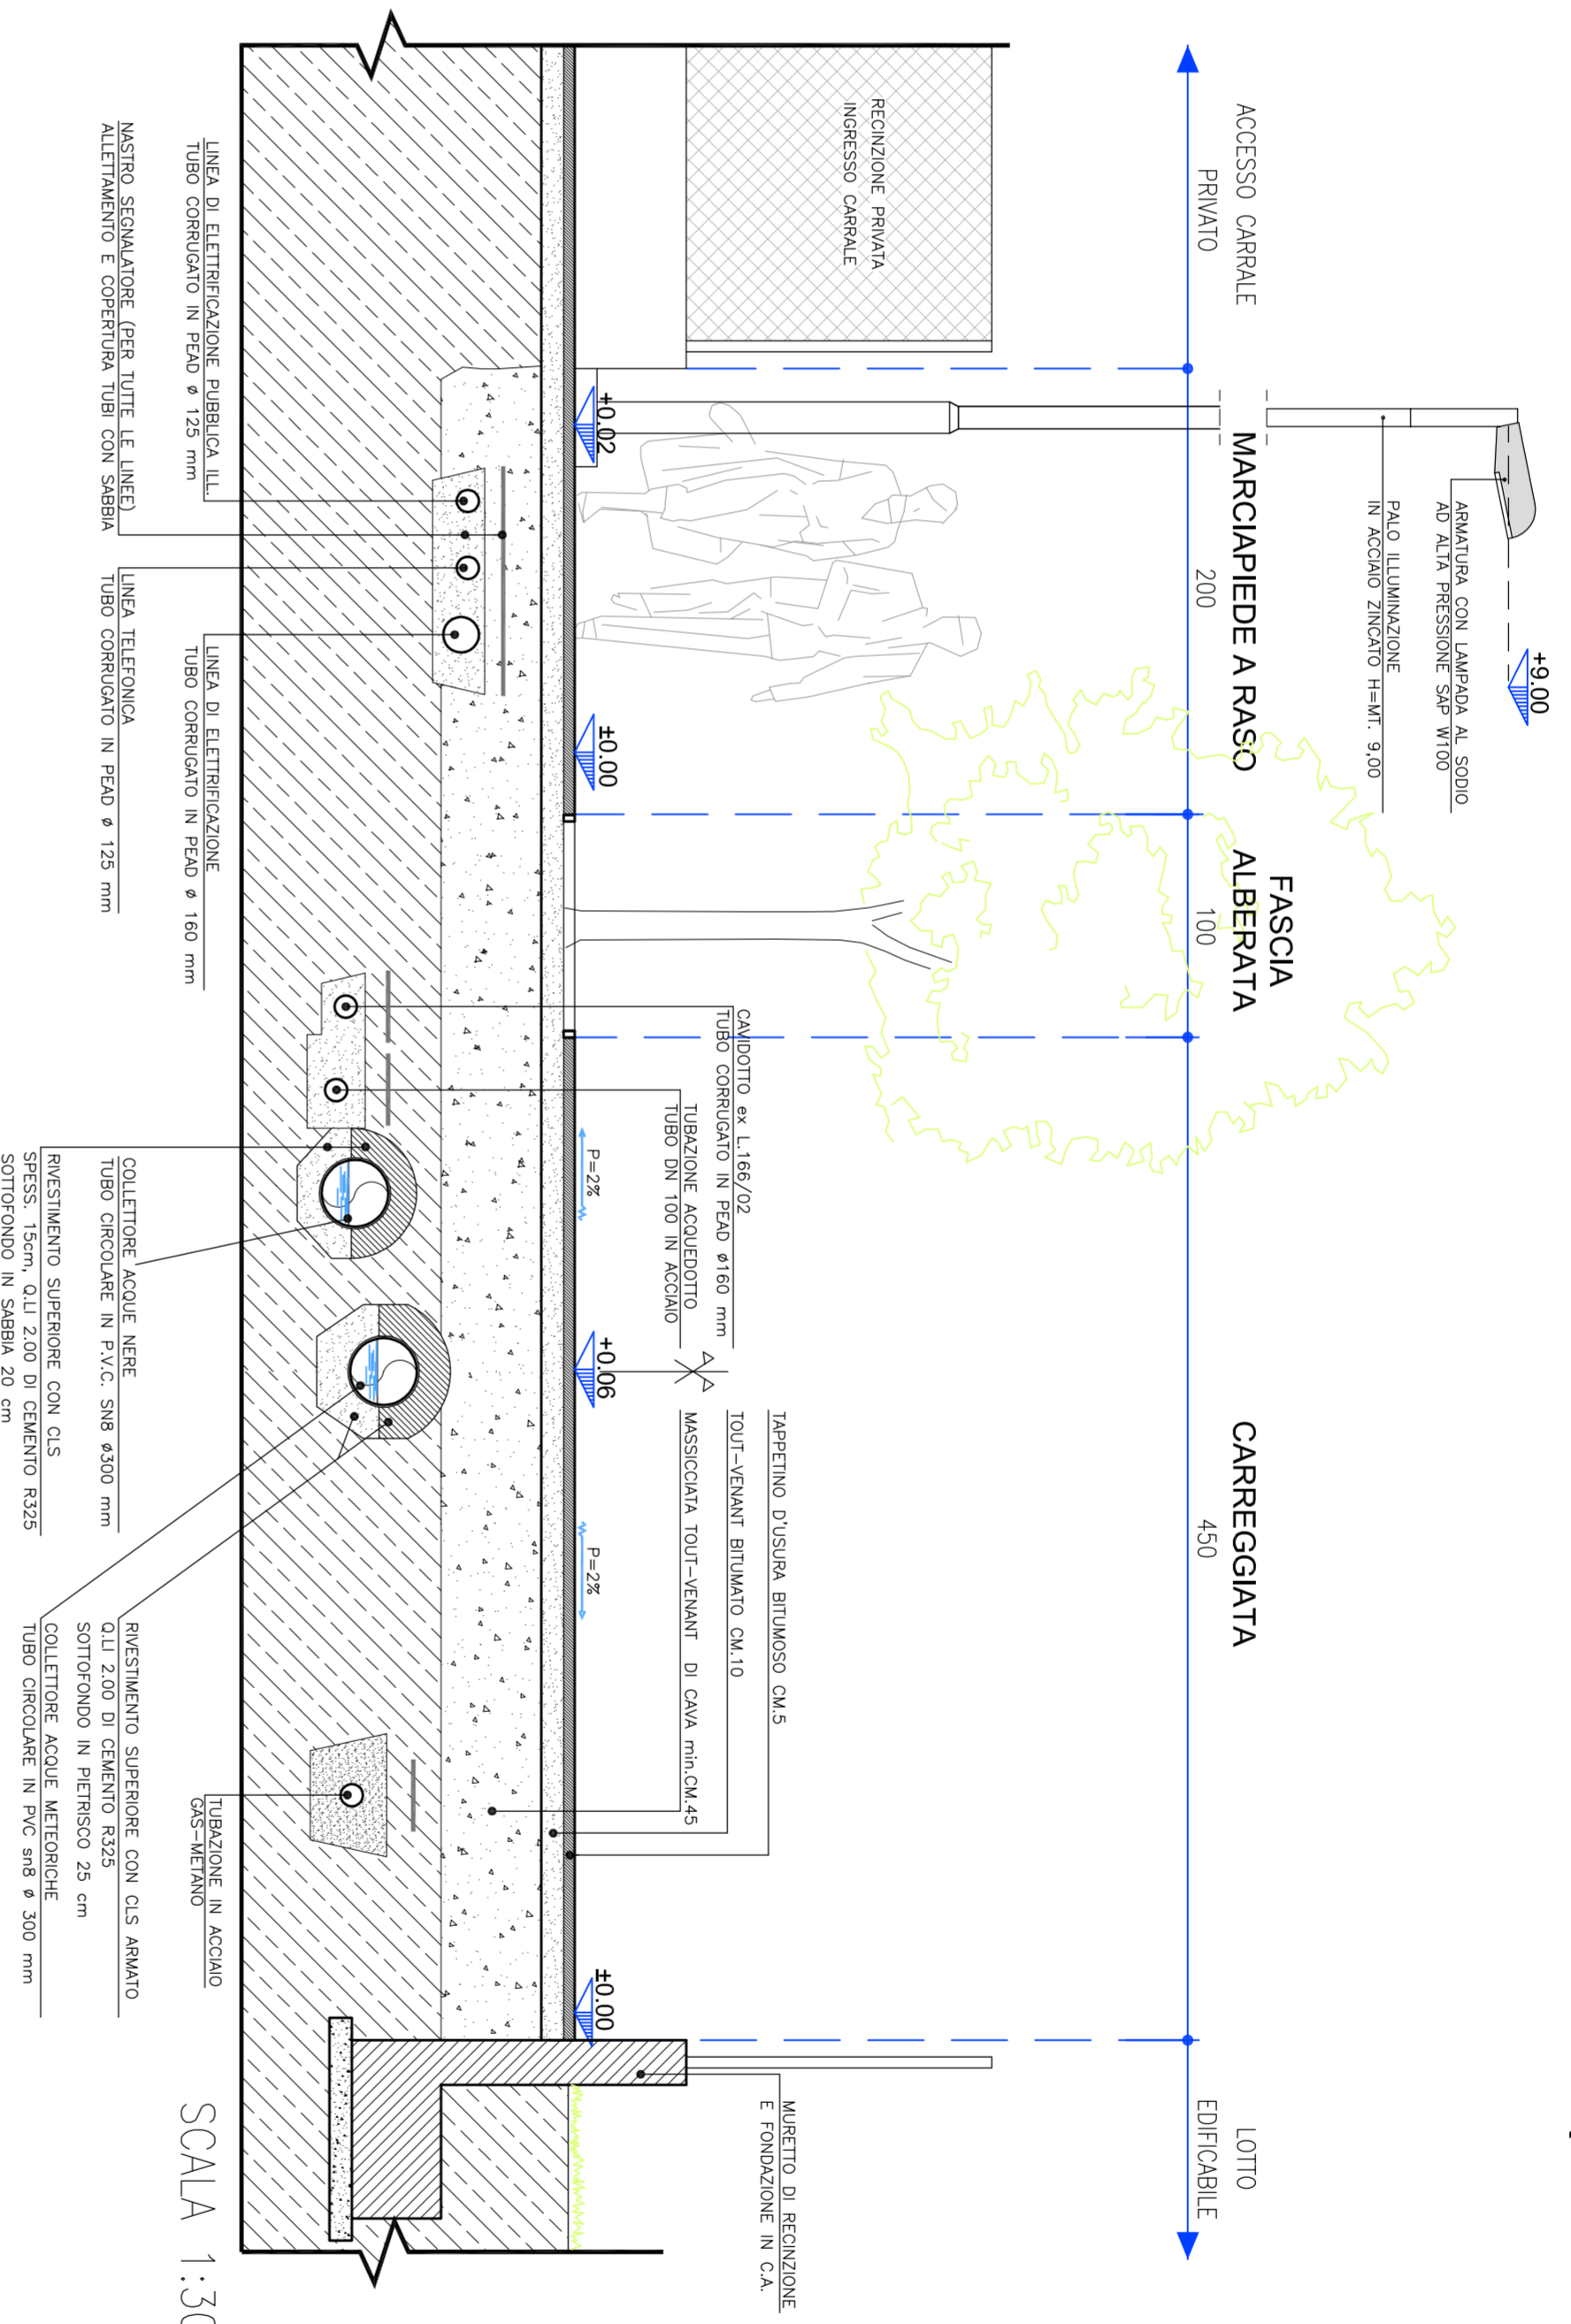 +9.00
ARMATURA CON LAMPADA AL SODIO
AD ALTA PRESSIONE SAP W100
PALO ILLUMINAZIONE
IN ACCIAIO ZINCATO H=MT. 9,00
ACCESSO CARRALE
PRIVATO
MARCIAPIEDE A RASO
200
FASCIA
ALBERATA
100
CARREGGIATA
450
LOTTO
EDIFICABILE
RECINZIONE PRIVATA
INGRESSO CARRALE
CAVIDOTTO ex L.166/02
TUBO CORRUGATO IN PEAD ø160 mm
TUBAZIONE ACQUEDOTTO
TUBO DN 100 IN ACCIAIO
TAPPETINO D'USURA BITUMOSO CM.5
TOUT-VENANT BITUMATO CM.10
MASSICCIATA TOUT-VENANT DI CAVA min.CM.45
MURETTO DI RECINZIONE
E FONDAZIONE IN C.A.
+0.02
±0.00
P=2%
+0.06
P=2%
±0.00
LINEA DI ELETTRIFICAZIONE PUBBLICA ILL.
TUBO CORRUGATO IN PEAD ø 125 mm
NASTRO SEGNALATORE (PER TUTTE LE LINEE)
ALLETTAMENTO E COPERTURA TUBI CON SABBIA
LINEA DI ELETTRIFICAZIONE
TUBO CORRUGATO IN PEAD ø 160 mm
LINEA TELEFONICA
TUBO CORRUGATO IN PEAD ø 125 mm
COLLETTORE ACQUE NERE
TUBO CIRCOLARE IN P.V.C. SN8 ø300 mm
RIVESTIMENTO SUPERIORE CON CLS
SPESS. 15cm, Q.LI 2.00 DI CEMENTO R325
SOTTOFONDO IN SABBIA 20 cm
TUBAZIONE IN ACCIAIO
GAS-METANO
RIVESTIMENTO SUPERIORE CON CLS ARMATO
Q.LI 2.00 DI CEMENTO R325
SOTTOFONDO IN PIETRISCO 25 cm
COLLETTORE ACQUE METEORICHE
TUBO CIRCOLARE IN PVC sn8 ø 300 mm
SCALA 1:30